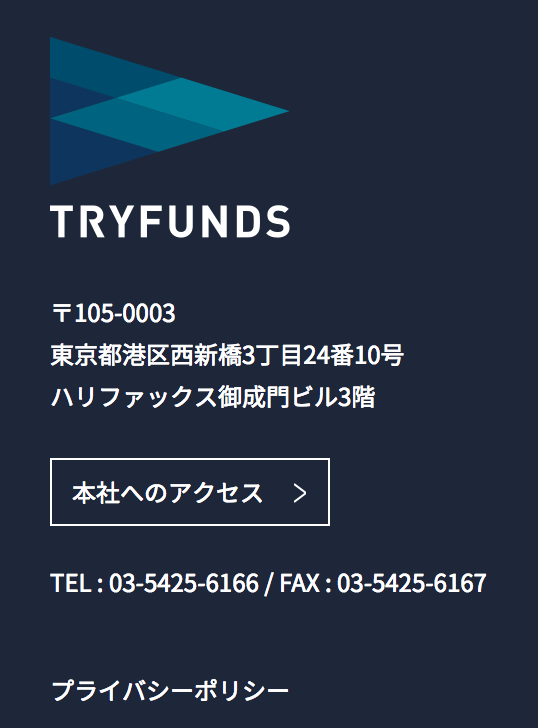 TRYFUNDS
〒105-0003
東京都港区西新橋3丁目24番10号
ハリファックス御成門ビル3階
本社へのアクセス >
TEL : 03-5425-6166 / FAX : 03-5425-6167
プライバシーポリシー